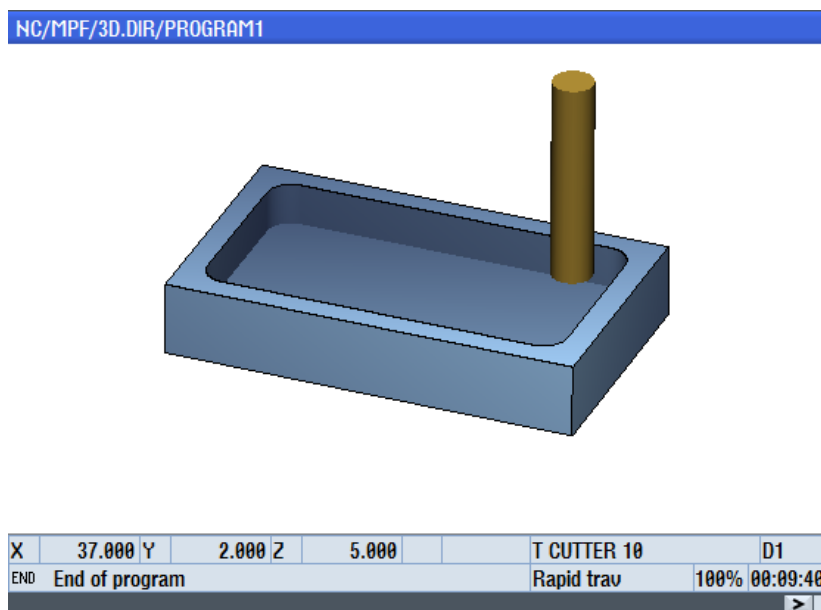 NC/MPF/3D.DIR/PROGRAM1
X 37.000 Y 2.000 Z 5.000 T CUTTER 10 D1
END End of program Rapid trav 100% 00:09:40
>